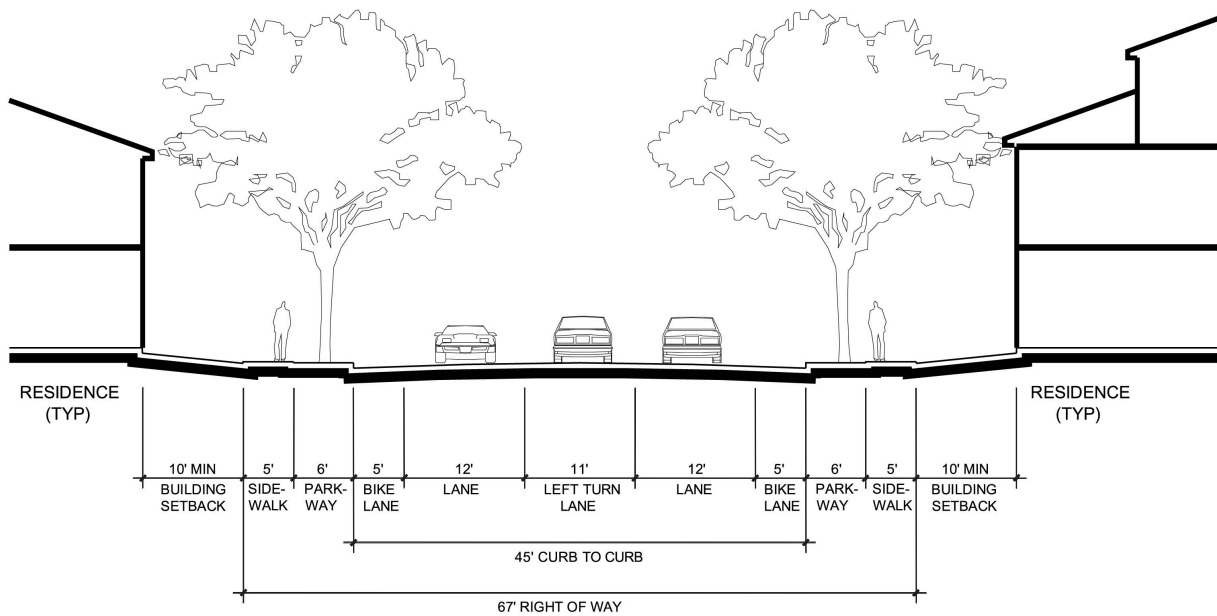 RESIDENCE
(TYP)
RESIDENCE
(TYP)
10' MIN
BUILDING
SETBACK
5'
SIDE-
WALK
6'
PARK-
WAY
5'
BIKE
LANE
12'
LANE
11'
LEFT TURN
LANE
12'
LANE
5'
BIKE
LANE
6'
PARK-
WAY
5'
SIDE-
WALK
10' MIN
BUILDING
SETBACK
45' CURB TO CURB
67' RIGHT OF WAY